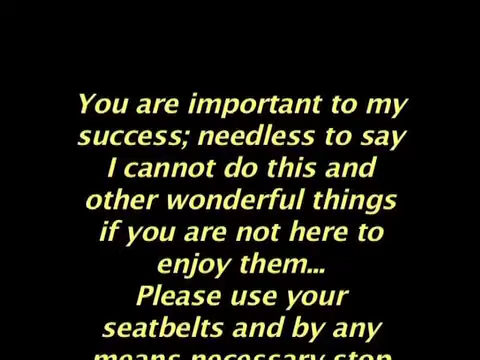 You are important to my
success; needless to say
I cannot do this and
other wonderful things
if you are not here to
enjoy them...
Please use your
seatbelts and by any
means necessary stop